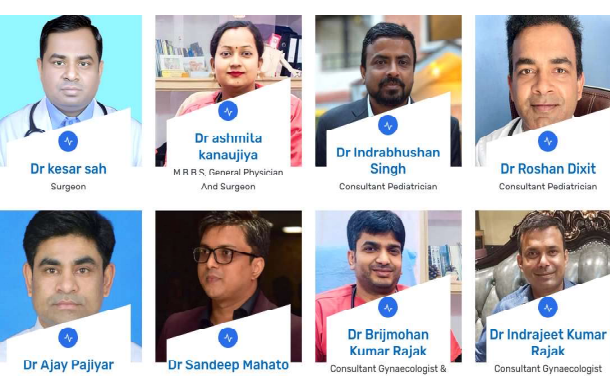 Dr kesar sah
Surgeon
Dr ashmita
kanaujiya
M.B.B.S, General Physician
And Surgeon
Dr Indrabhushan
Singh
Consultant Pediatrician
Dr Roshan Dixit
Consultant Pediatrician
Dr Ajay Pajiyar
Dr Sandeep Mahato
Dr Brijmohan
Kumar Rajak
Consultant Gynaecologist &
Dr Indrajeet Kumar
Rajak
Consultant Gynaecologist